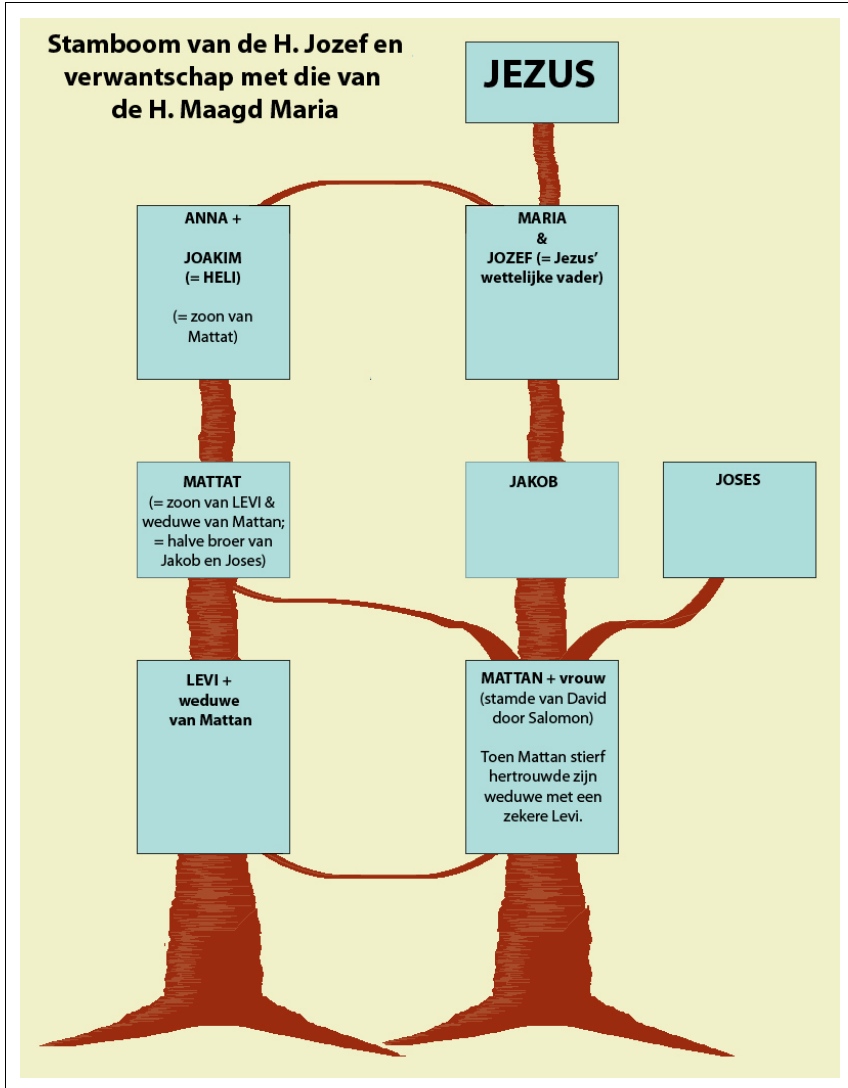 Stamboom van de H. Jozef en
verwantschap met die van
de H. Maagd Maria
JEZUS
ANNA +
JOAKIM
(= HELI)
(= zoon van
Mattat)
MARIA
&
JOZEF (= Jezus’
wettelijke vader)
MATTAT
(= zoon van LEVI &
weduwe van Mattan;
= halve broer van
Jakob en Joses)
JAKOB
JOSES
LEVI +
weduwe
van Mattan
MATTAN + vrouw
(stamde van David
door Salomon)
Toen Mattan stierf
hertrouwde zijn
weduwe met een
zekere Levi.